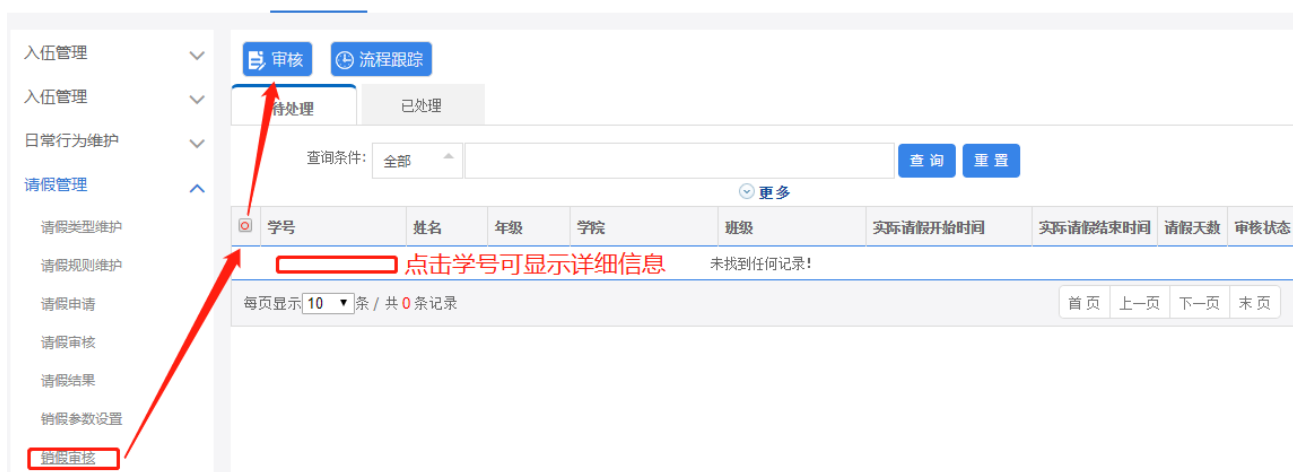 入伍管理
入伍管理
日常行为维护
请假管理
请假类型维护
请假规则维护
请假申请
请假审核
请假结果
销假参数设置
销假审核
审核 流程跟踪
待处理 已处理
查询条件: 全部 查 询 重 置
更多
学号 姓名 年级 学院 班级 实际请假开始时间 实际请假结束时间 请假天数 审核状态
点击学号可显示详细信息 未找到任何记录!
每页显示 10 条 / 共 0 条记录 首 页 上一页 下一页 末 页